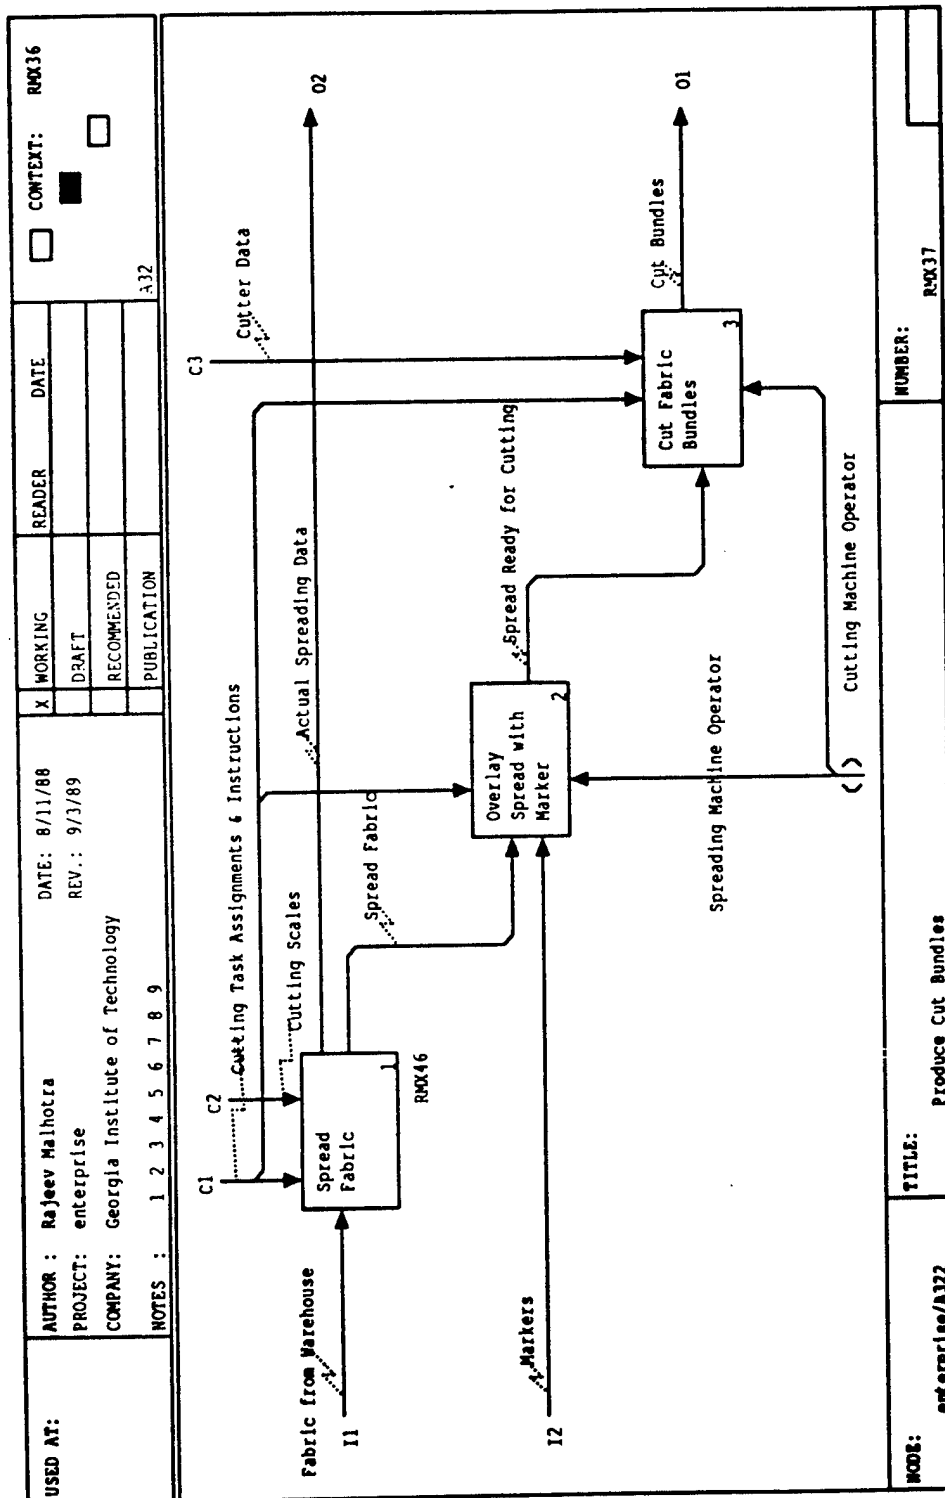 USED AT:
AUTHOR : Rajeev Malhotra
PROJECT: enterprise
COMPANY: Georgia Institute of Technology
NOTES : 1 2 3 4 5 6 7 8 9
DATE: 8/11/88
REV.: 9/3/89
X WORKING
DRAFT
RECOMMENDED
PUBLICATION
READER DATE
CONTEXT: RMX36
A32
C1
C2
C3
Cutting Task Assignments & Instructions
Cutting Scales
Cutter Data
O2
Actual Spreading Data
Fabric from Warehouse
I1
Spread
Fabric
1
RMX46
Spread Fabric
Markers
I2
Overlay
Spread with
Marker
2
Spread Ready for Cutting
Cut Fabric
Bundles
3
Cut Bundles
O1
Spreading Machine Operator
Cutting Machine Operator
( )
NODE: enterprise/A322
TITLE: Produce Cut Bundles
NUMBER: RMX37